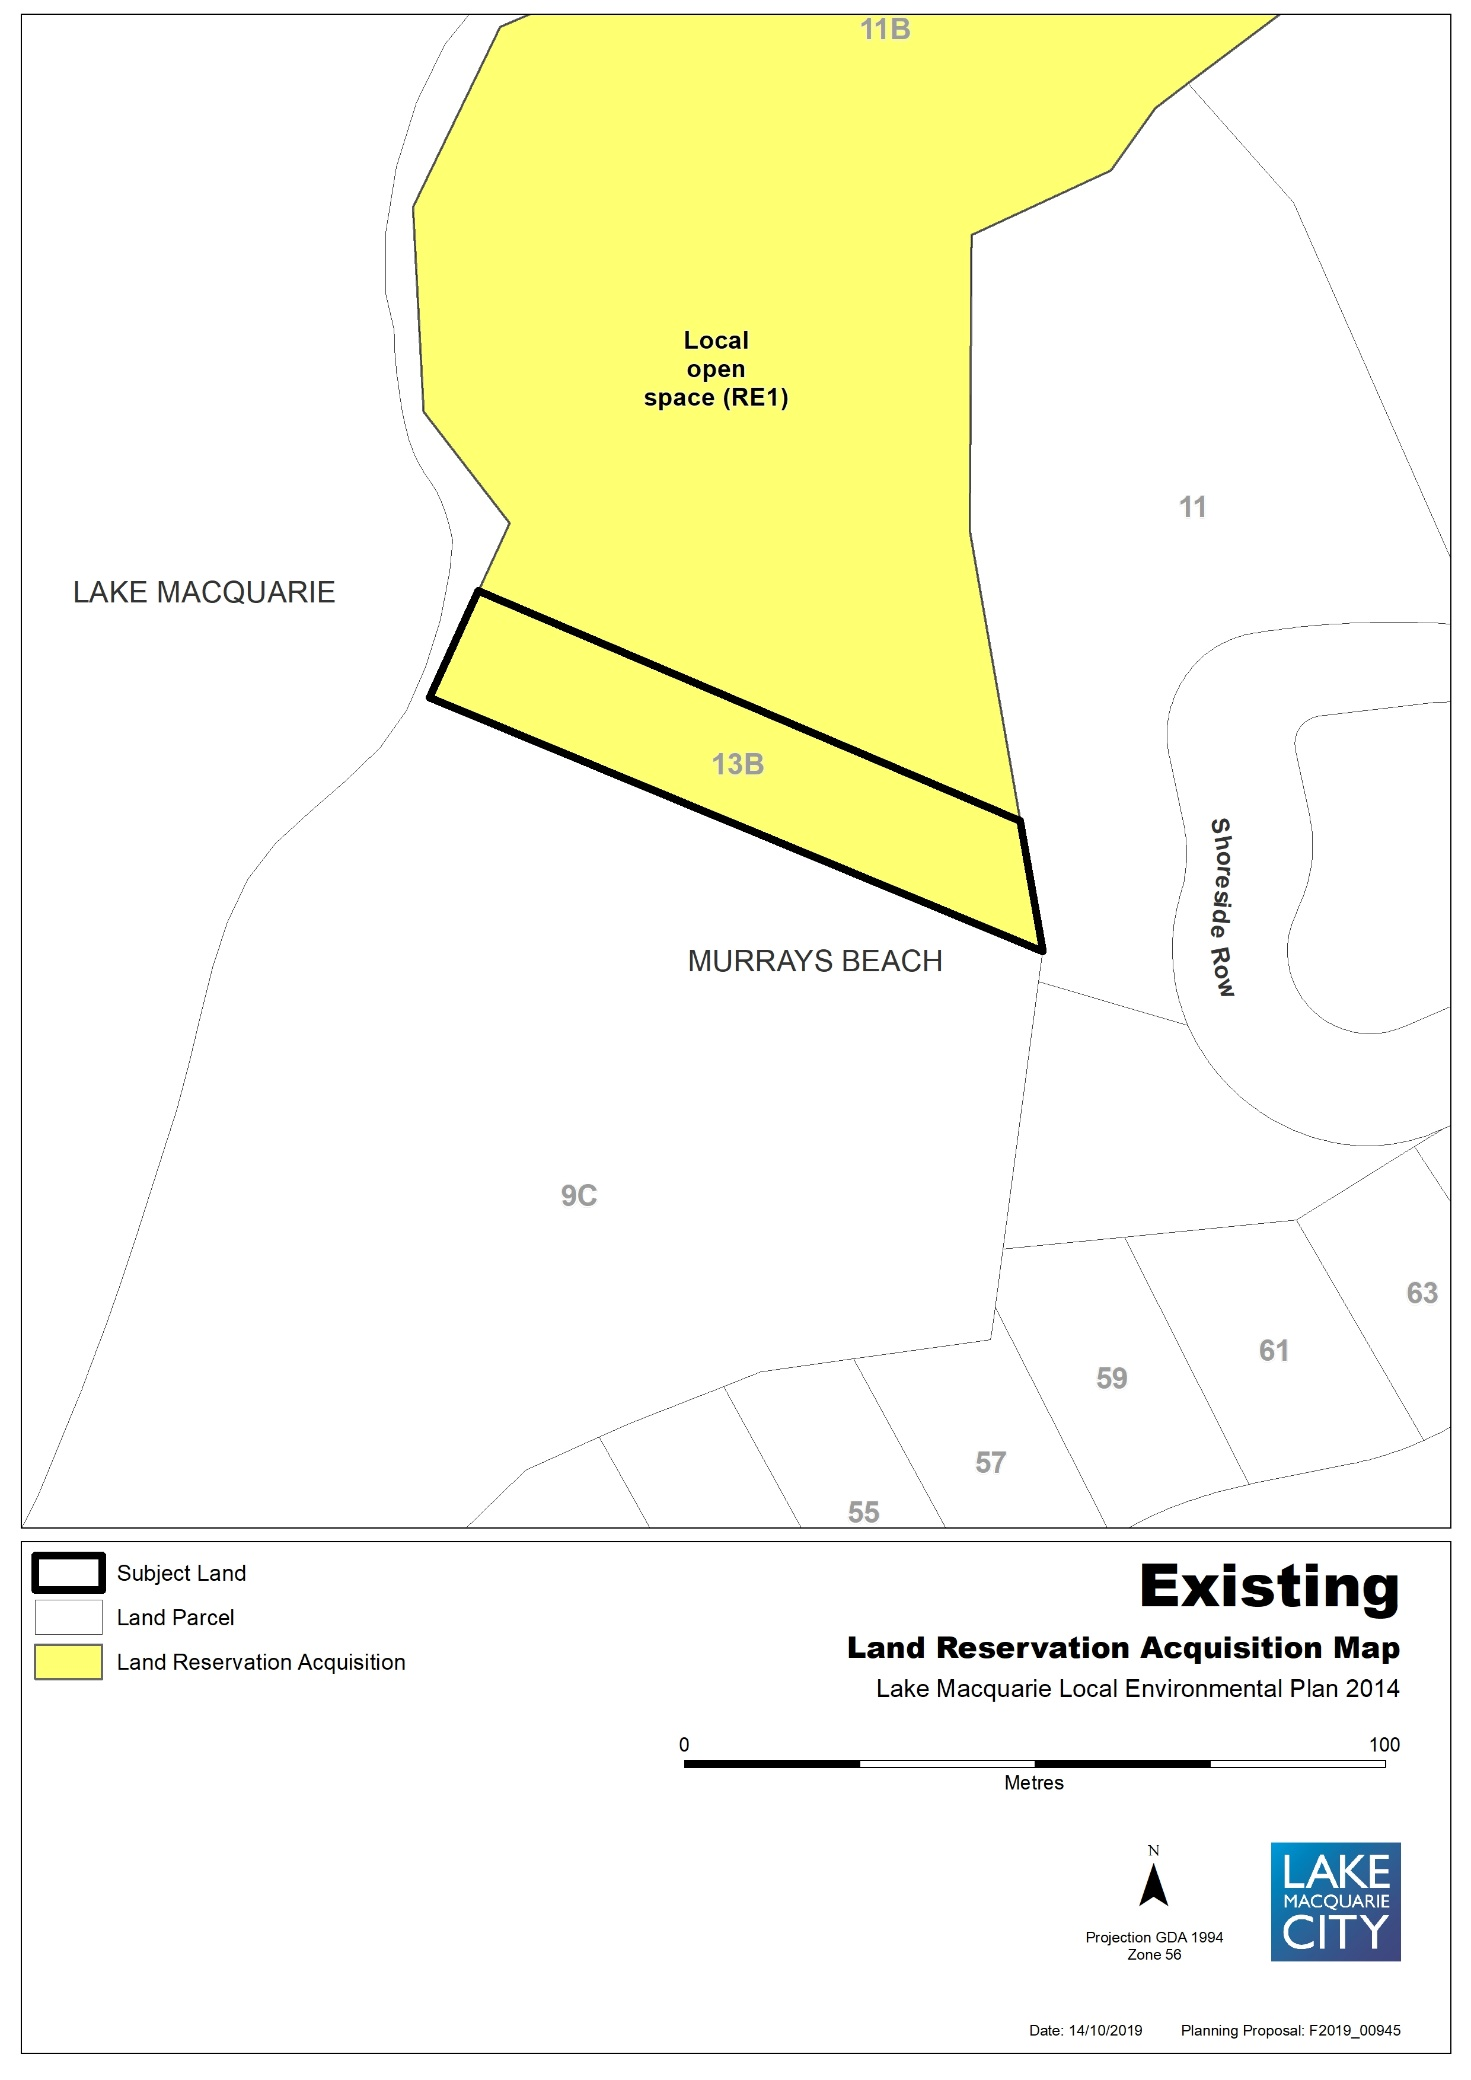 11B
Local
open
space (RE1)
11
LAKE MACQUARIE
13B
Shoreside Row
MURRAYS BEACH
9C
63
61
59
57
55
Subject Land
Land Parcel
Land Reservation Acquisition
Existing
Land Reservation Acquisition Map
Lake Macquarie Local Environmental Plan 2014
0 100
Metres
N
Projection GDA 1994
Zone 56
LAKE
MACQUARIE
CITY
Date: 14/10/2019 Planning Proposal: F2019_00945